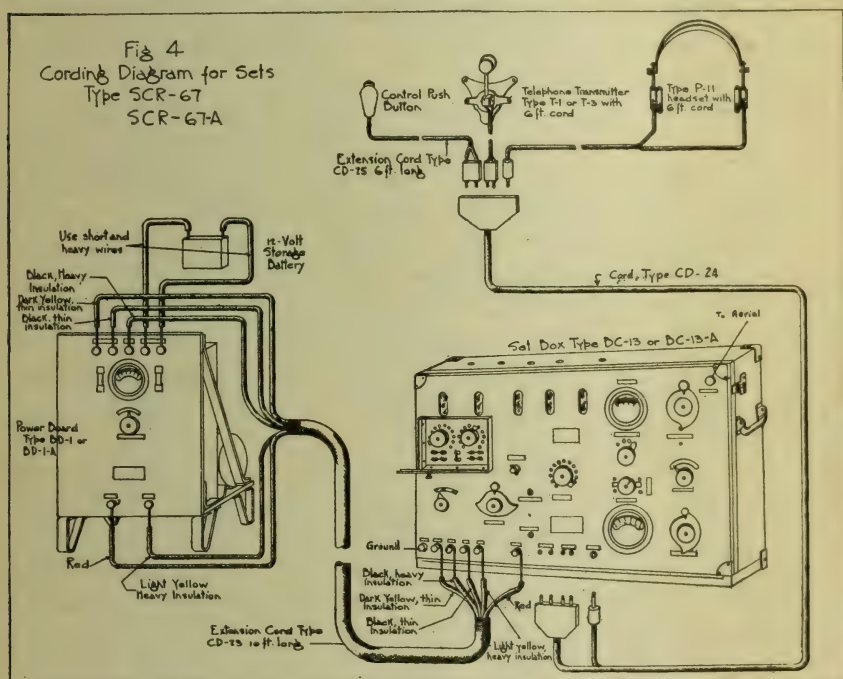 Fig 4
Cording Diagram for Sets
Type SCR-67
SCR-67-A
Control Push
Button
Telephone Transmitter
Type T-1 or T-3 with
6 ft. cord
Type P-11
headset with
6 ft. cord
Extension Cord Type
CD-25 6 ft. long
Use short and
heavy wires
12-Volt
Storage
Battery
Black, Heavy
Insulation
Dark Yellow,
thin insulation
Black, thin
insulation
Cord, Type CD-24
To Aerial
Set Box Type BC-13 or BC-13-A
Power Board
Type BD-1 or
BD-1-A
Red
Light Yellow
Heavy Insulation
Ground
Black, heavy
insulation
Dark Yellow, thin
insulation
Black, thin
insulation
Red
Light yellow,
heavy insulation
Extension Cord Type
CD-23 10 ft. long